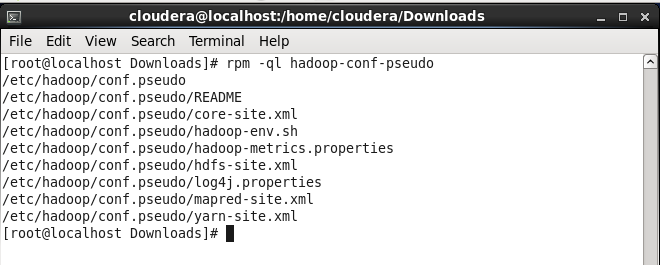 cloudera@localhost:/home/cloudera/Downloads
File Edit View Search Terminal Help
[root@localhost Downloads]# rpm -ql hadoop-conf-pseudo
/etc/hadoop/conf.pseudo
/etc/hadoop/conf.pseudo/README
/etc/hadoop/conf.pseudo/core-site.xml
/etc/hadoop/conf.pseudo/hadoop-env.sh
/etc/hadoop/conf.pseudo/hadoop-metrics.properties
/etc/hadoop/conf.pseudo/hdfs-site.xml
/etc/hadoop/conf.pseudo/log4j.properties
/etc/hadoop/conf.pseudo/mapred-site.xml
/etc/hadoop/conf.pseudo/yarn-site.xml
[root@localhost Downloads]#